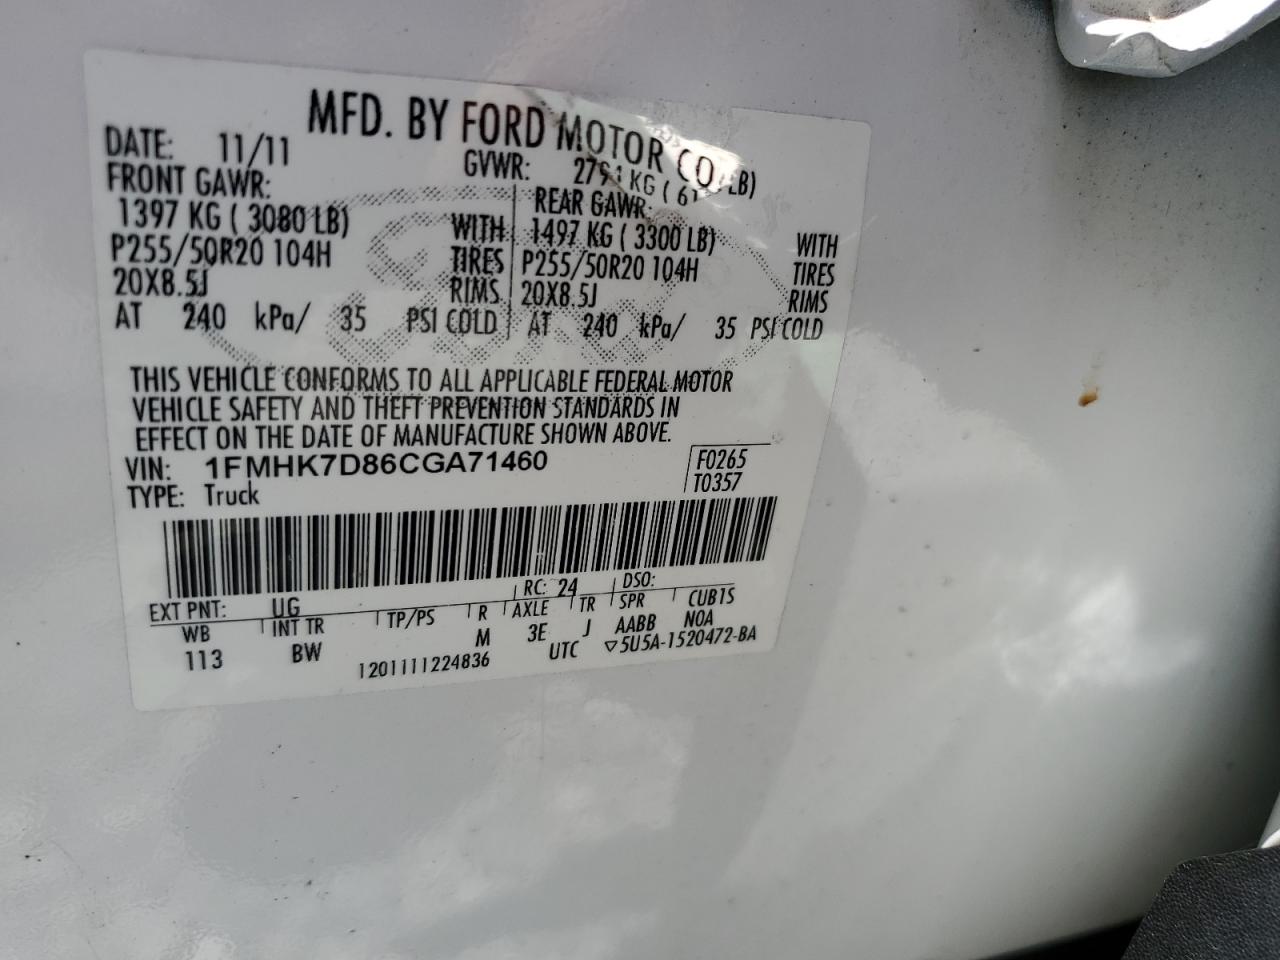 MFD. BY FORD MOTOR CO.
DATE: 11/11 GVWR: KG ( LB)
FRONT GAWR: REAR GAWR:
1397 KG ( 3080 LB) WITH 1497 KG ( 3300 LB) WITH
P255/50R20 104H TIRES P255/50R20 104H TIRES
20X8.5J RIMS 20X8.5J RIMS
AT 240 kPa/ 35 PSI COLD AT 240 kPa/ 35 PSI COLD
THIS VEHICLE CONFORMS TO ALL APPLICABLE FEDERAL MOTOR
VEHICLE SAFETY AND THEFT PREVENTION STANDARDS IN
EFFECT ON THE DATE OF MANUFACTURE SHOWN ABOVE.
VIN: 1FMHK7D86CGA71460 F0265
TYPE: Truck T0357
EXT PNT: UG RC: 24 DSO:
WB INT TR TP/PS R AXLE TR SPR CUB1S
113 BW M 3E J AABB NOA
1201111224836 UTC ▽5U5A-1520472-BA